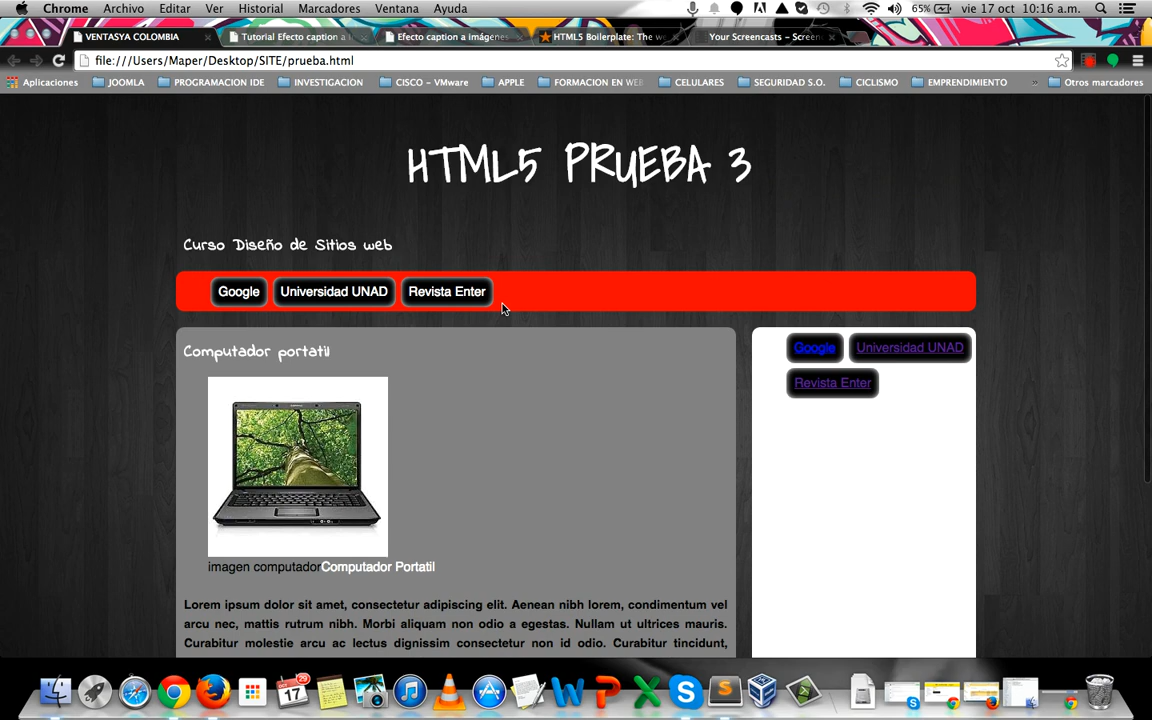 Chrome Archivo Editar Ver Historial Marcadores Ventana Ayuda 65% vie 17 oct 10:16 a.m.
VENTASYA COLOMBIA Tutorial Efecto caption a Efecto caption a imágenes HTML5 Boilerplate: The w Your Screencasts – Screen
file:///Users/Maper/Desktop/SITE/prueba.html
Aplicaciones JOOMLA PROGRAMACION IDE INVESTIGACION CISCO – VMware APPLE FORMACION EN WEB CELULARES SEGURIDAD S.O. CICLISMO EMPRENDIMIENTO » Otros marcadores
HTML5 PRUEBA 3
Curso Diseño de Sitios web
Google Universidad UNAD Revista Enter
Computador portatil
Google Universidad UNAD
Revista Enter
imagen computadorComputador Portatil
Lorem ipsum dolor sit amet, consectetur adipiscing elit. Aenean nibh lorem, condimentum vel
arcu nec, mattis rutrum nibh. Morbi aliquam non odio a egestas. Nullam ut ultrices mauris.
Curabitur molestie arcu ac lectus dignissim consectetur non id odio. Curabitur tincidunt,
OCT 29
17